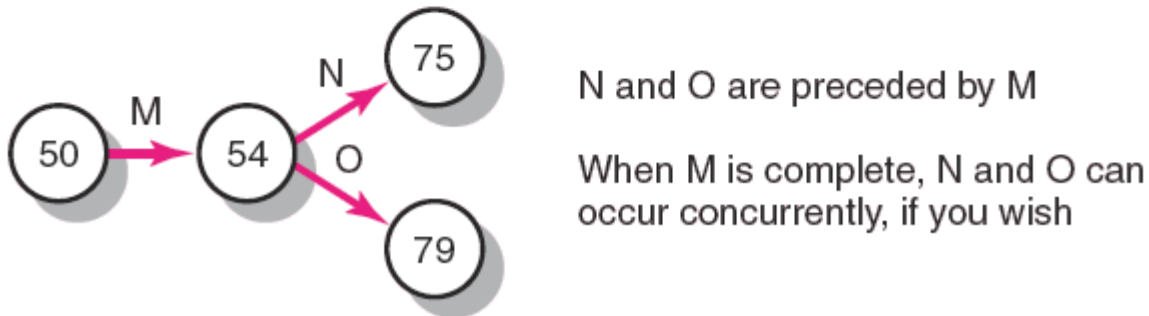 N
75
N and O are preceded by M
M
50
54
O
When M is complete, N and O can
occur concurrently, if you wish
79